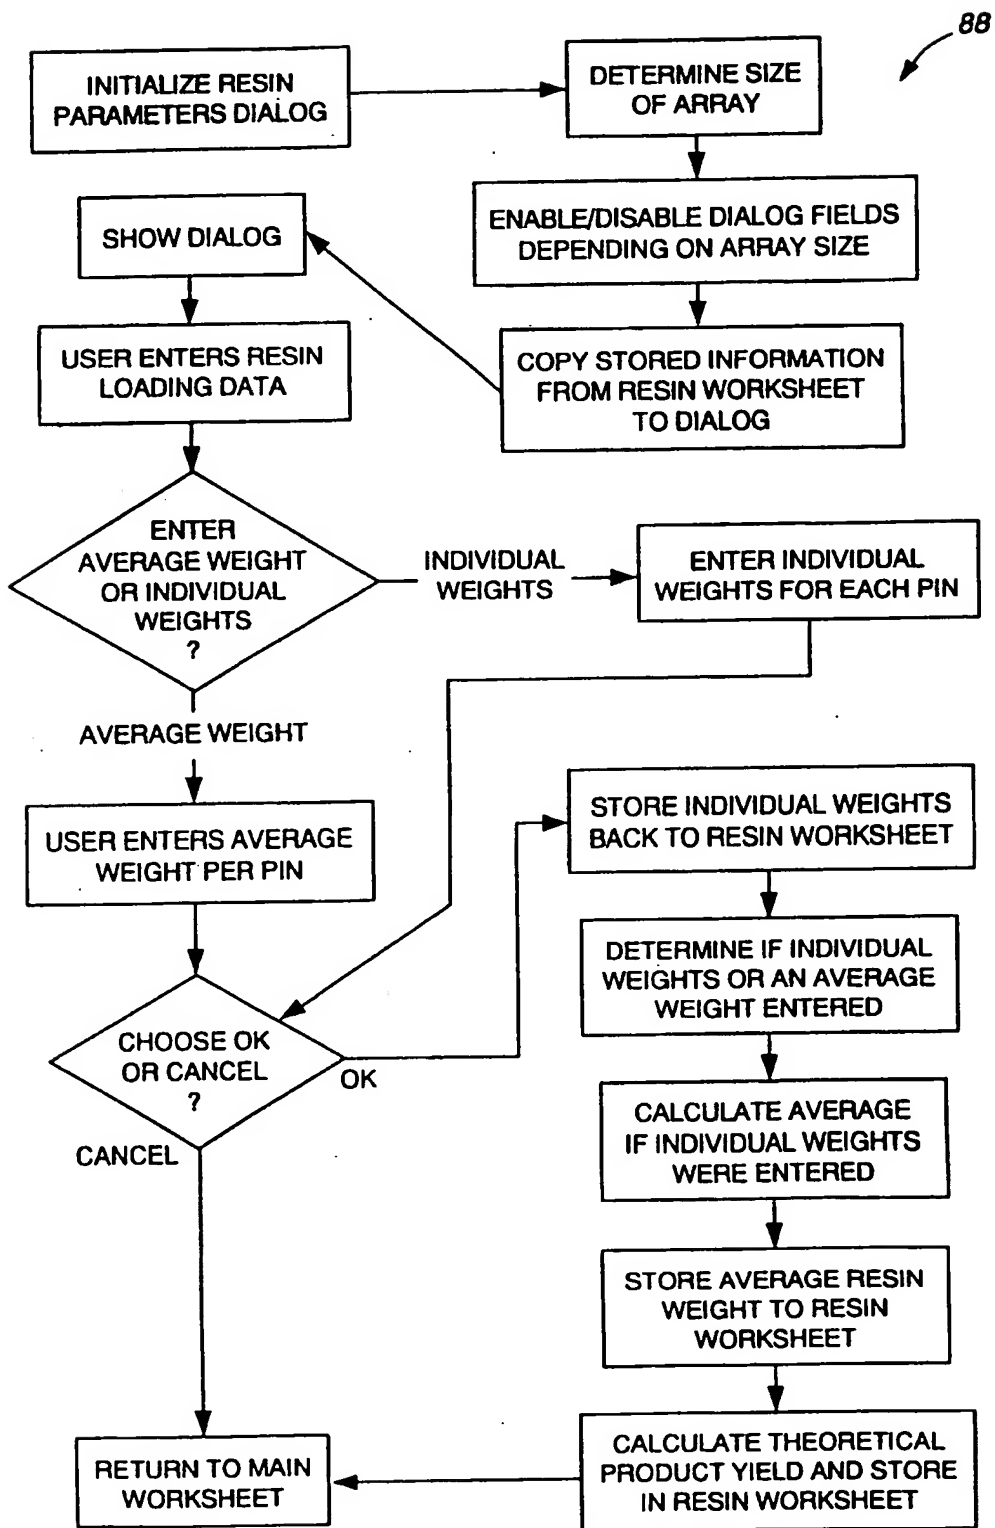 88
INITIALIZE RESIN
PARAMETERS DIALOG
DETERMINE SIZE
OF ARRAY
ENABLE/DISABLE DIALOG FIELDS
DEPENDING ON ARRAY SIZE
COPY STORED INFORMATION
FROM RESIN WORKSHEET
TO DIALOG
SHOW DIALOG
USER ENTERS RESIN
LOADING DATA
ENTER
AVERAGE WEIGHT
OR INDIVIDUAL
WEIGHTS
?
INDIVIDUAL
WEIGHTS
ENTER INDIVIDUAL
WEIGHTS FOR EACH PIN
AVERAGE WEIGHT
USER ENTERS AVERAGE
WEIGHT PER PIN
CHOOSE OK
OR CANCEL
?
OK
CANCEL
STORE INDIVIDUAL WEIGHTS
BACK TO RESIN WORKSHEET
DETERMINE IF INDIVIDUAL
WEIGHTS OR AN AVERAGE
WEIGHT ENTERED
CALCULATE AVERAGE
IF INDIVIDUAL WEIGHTS
WERE ENTERED
STORE AVERAGE RESIN
WEIGHT TO RESIN
WORKSHEET
CALCULATE THEORETICAL
PRODUCT YIELD AND STORE
IN RESIN WORKSHEET
RETURN TO MAIN
WORKSHEET